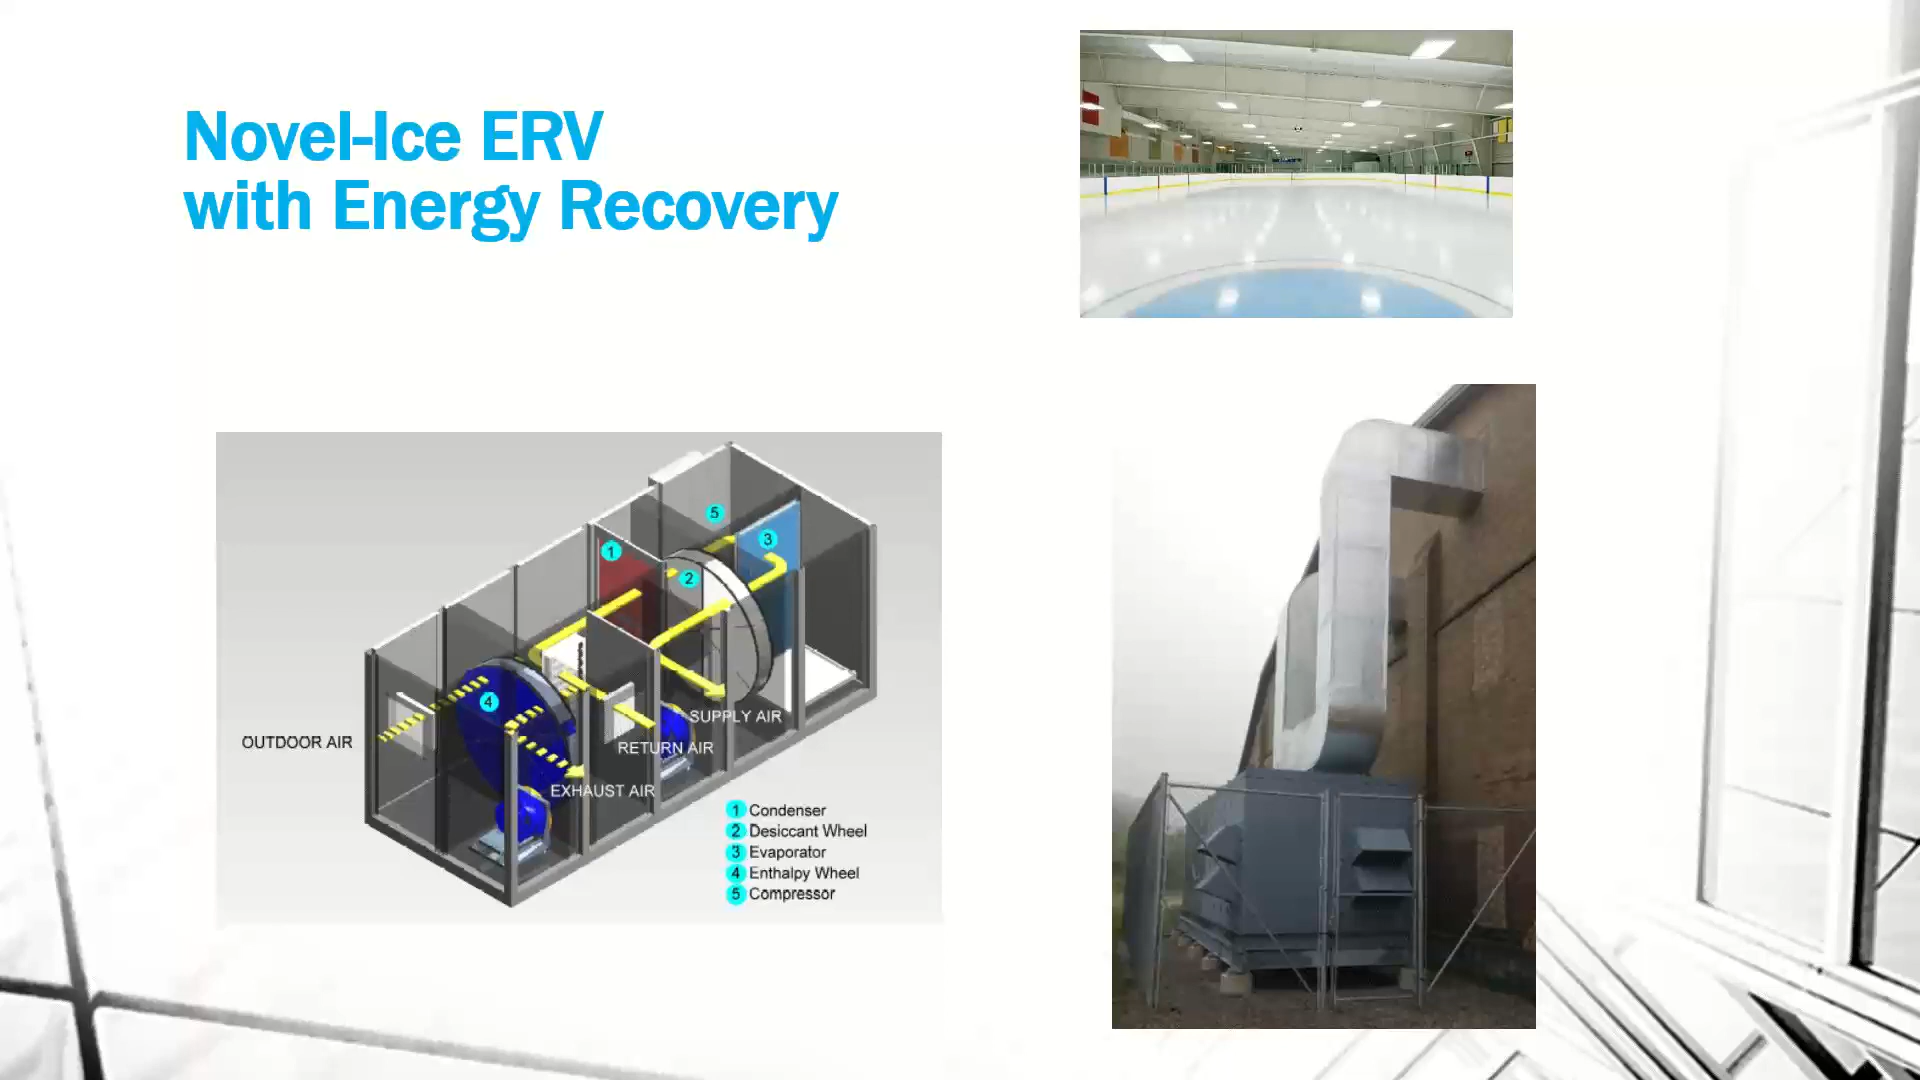 Novel-Ice ERV
with Energy Recovery
5
3
1
2
4
SUPPLY AIR
OUTDOOR AIR
RETURN AIR
EXHAUST AIR
1 Condenser
2 Desiccant Wheel
3 Evaporator
4 Enthalpy Wheel
5 Compressor